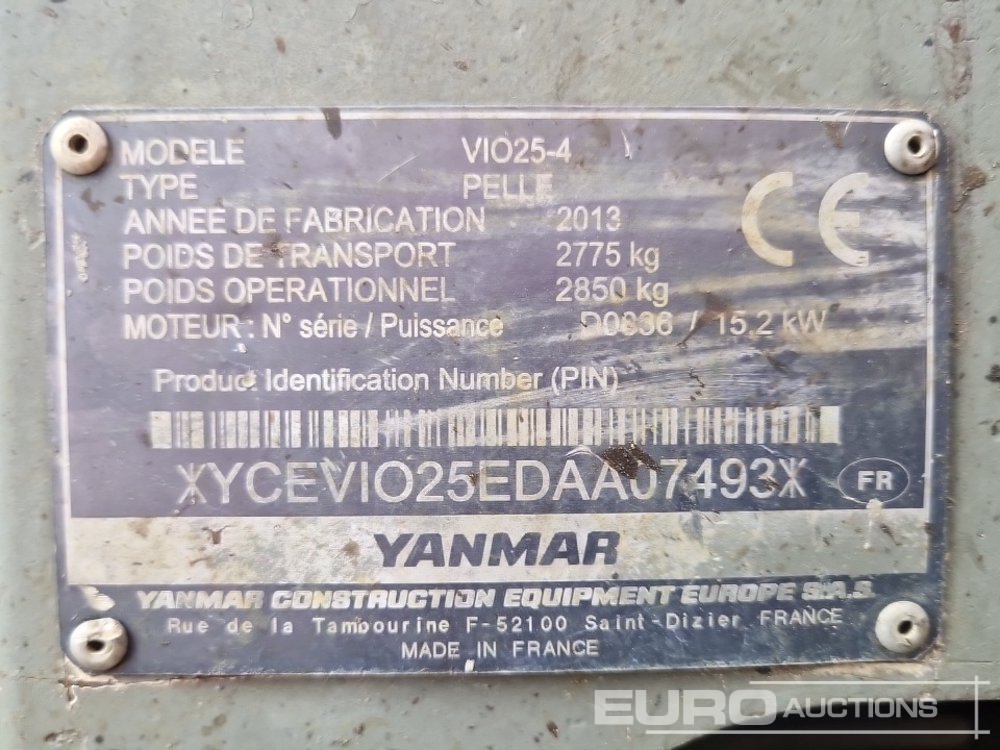 MODELE VIO25-4
TYPE PELLE
ANNEE DE FABRICATION 2013
POIDS DE TRANSPORT 2775 kg
POIDS OPERATIONNEL 2850 kg
MOTEUR : N° série / Puissance D0836 / 15.2 kW
CE
Product Identification Number (PIN)
*YCEVIO25EDAA07493*
FR
YANMAR
YANMAR CONSTRUCTION EQUIPMENT EUROPE S.A.S.
Rue de la Tambourine F-52100 Saint-Dizier FRANCE
MADE IN FRANCE
EURO AUCTIONS